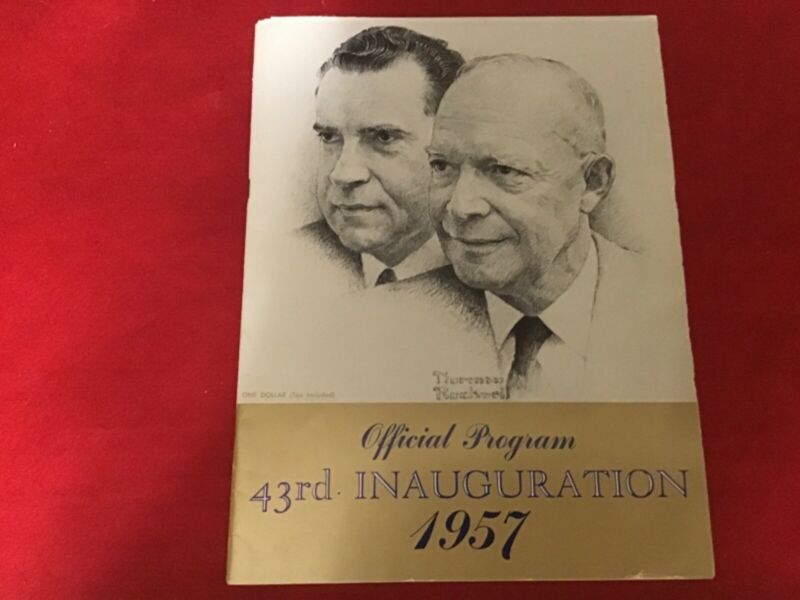 Norman
Rockwell
ONE DOLLAR (Tax Included)
Official Program
43rd. INAUGURATION
1957